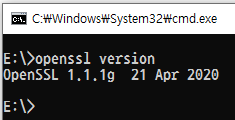 C:₩Windows₩System32₩cmd.exe
E:\>openssl version
OpenSSL 1.1.1g  21 Apr 2020
E:\>